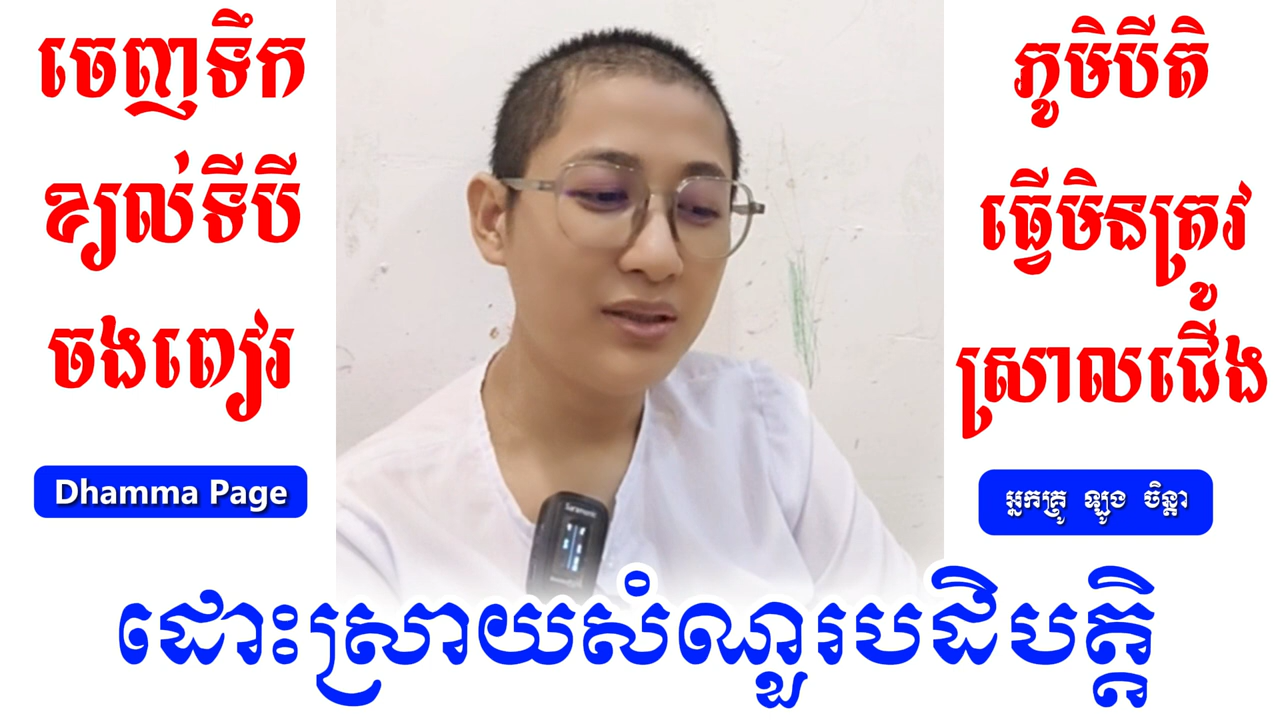 ចេញទឹក
ខ្យល់ទីបី
ចងពៀរ
Dhamma Page
ភូមិបីតិ
ធ្វើមិនត្រូវ
ស្រាលជើង
អ្នកគ្រូ ឡុង ចិន្តា
Saramonic
ដោះស្រាយសំណួរបដិបត្តិ